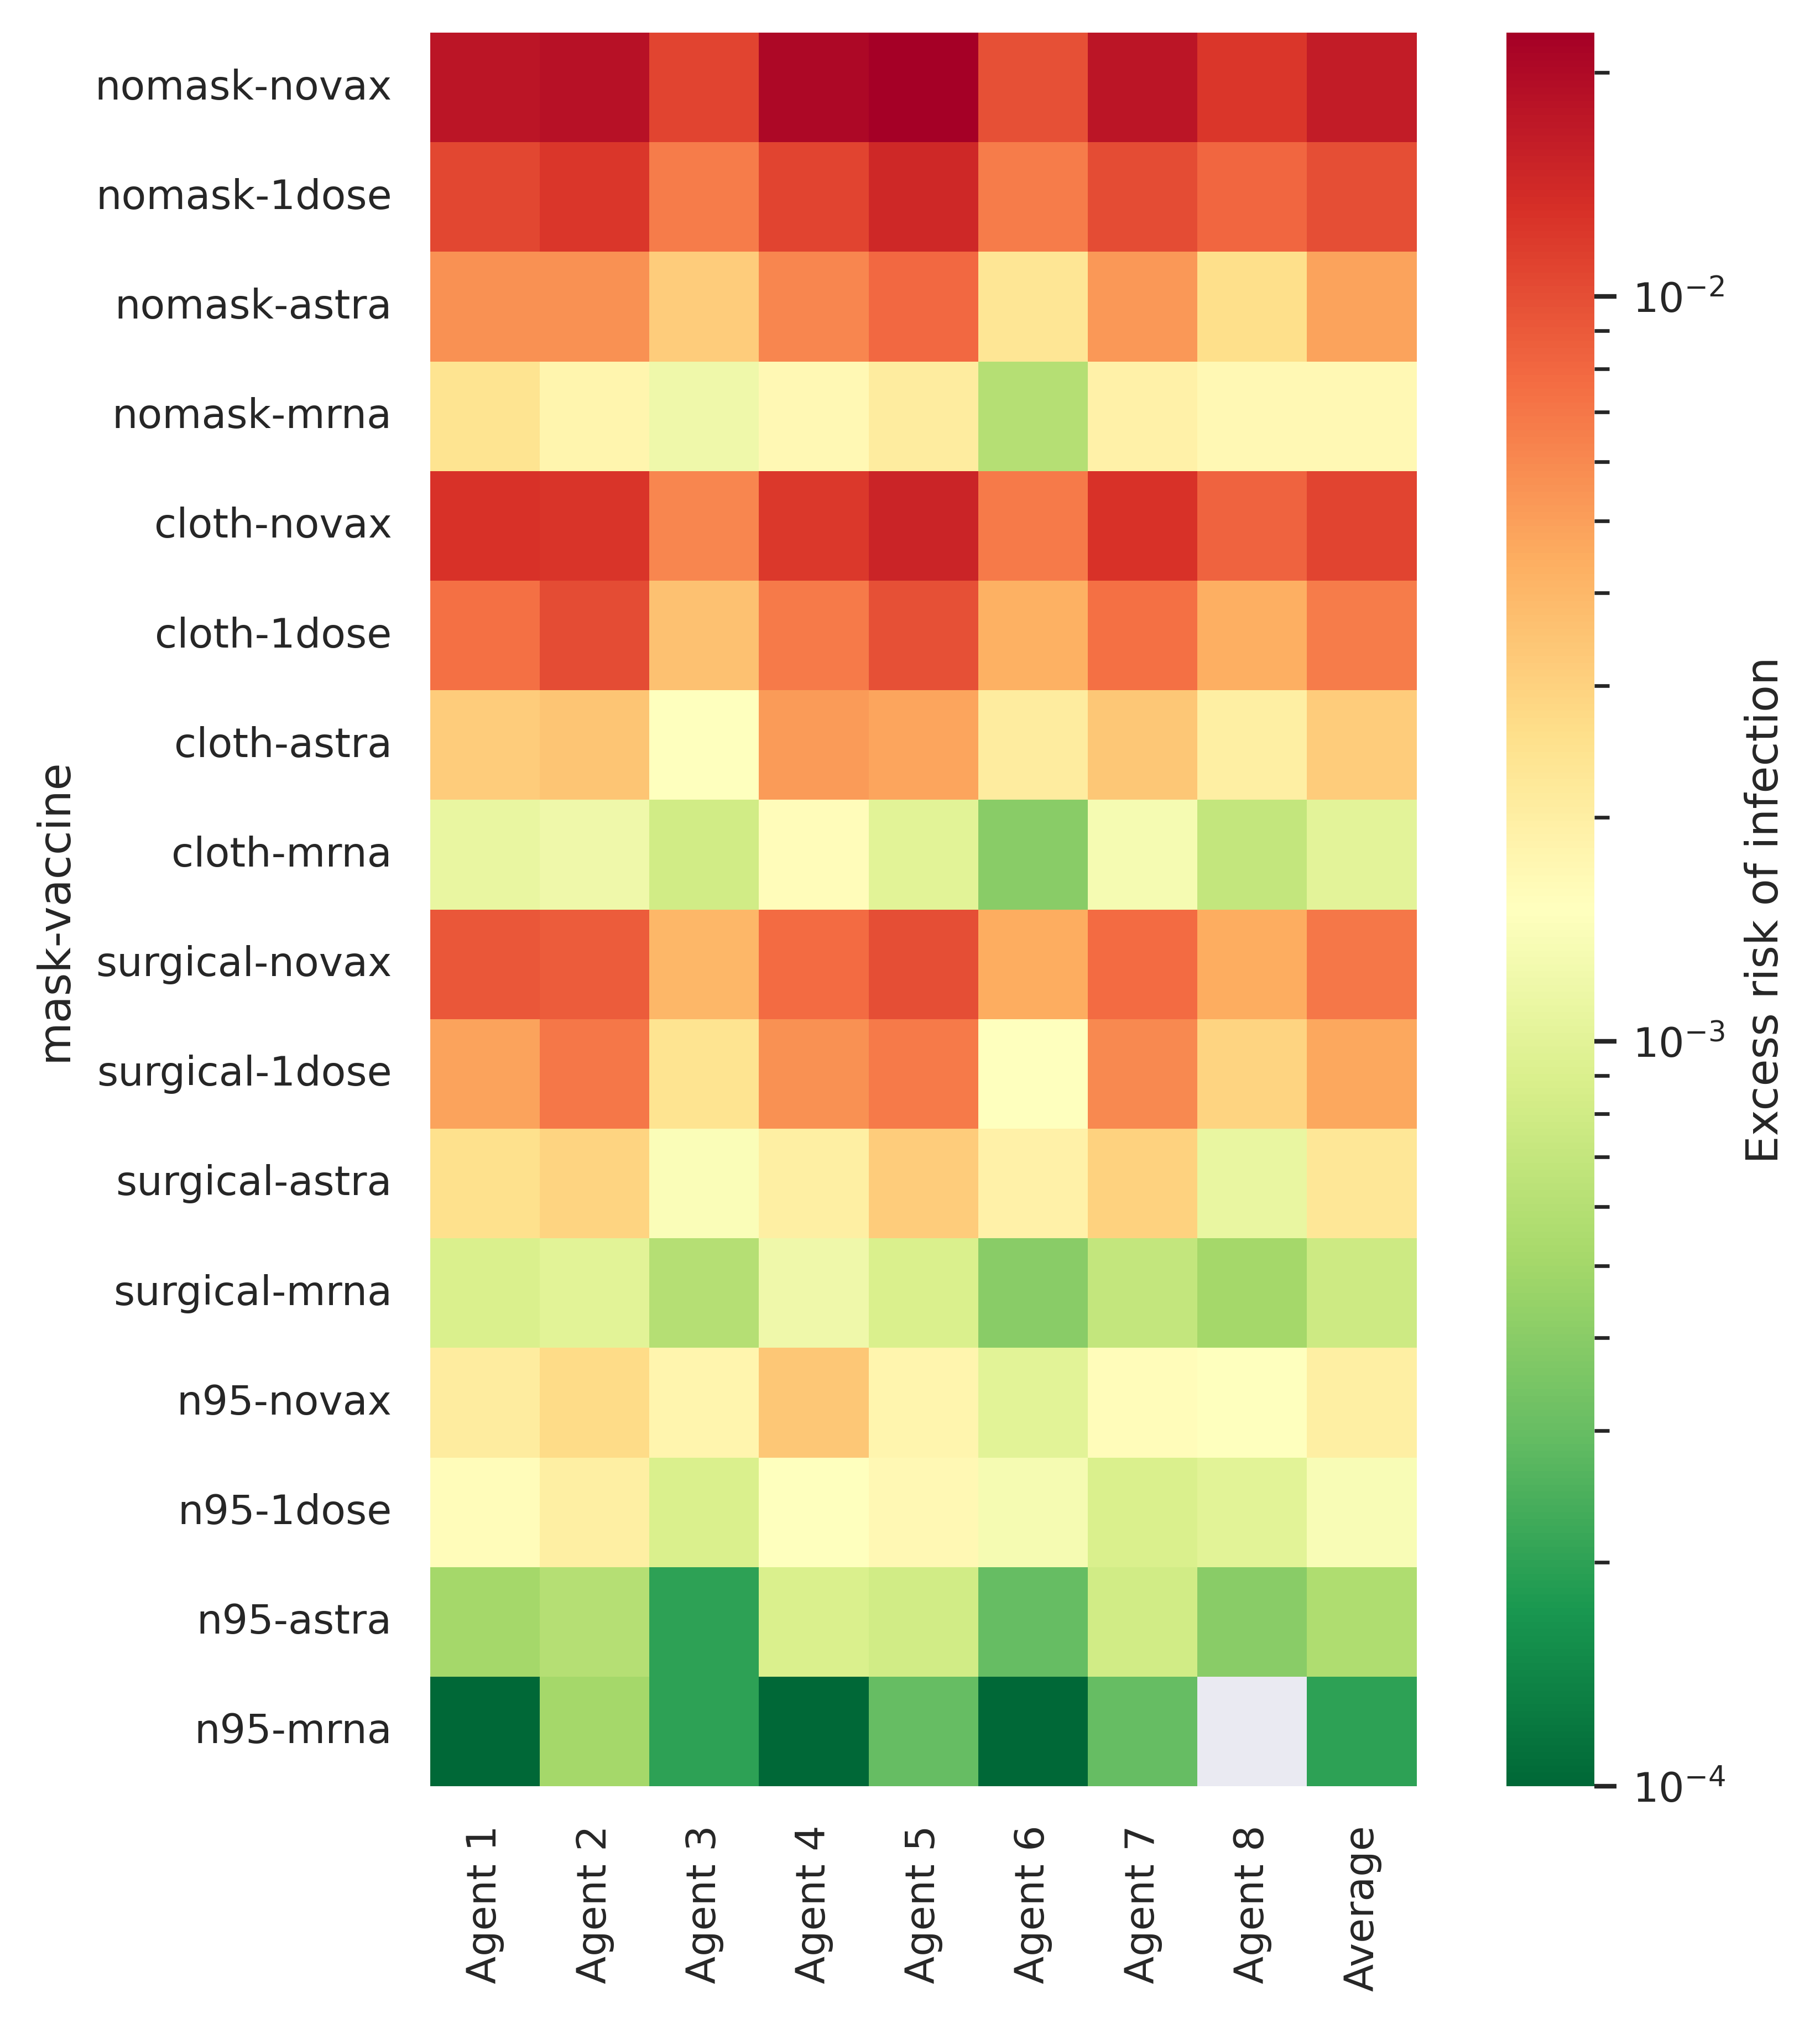 nomask-novax
nomask-1dose
nomask-astra
nomask-mrna
cloth-novax
cloth-1dose
cloth-astra
cloth-mrna
surgical-novax
surgical-1dose
surgical-astra
surgical-mrna
n95-novax
n95-1dose
n95-astra
n95-mrna
mask-vaccine
Agent 1
Agent 2
Agent 3
Agent 4
Agent 5
Agent 6
Agent 7
Agent 8
Average
10⁻²
10⁻³
10⁻⁴
Excess risk of infection